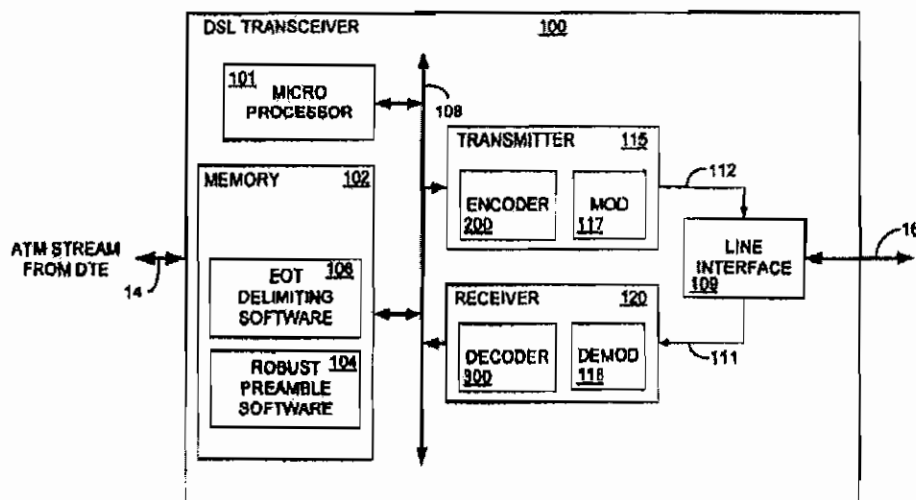 DSL TRANSCEIVER 100
101
MICRO
PROCESSOR
108
TRANSMITTER 115
112
MEMORY 102
ENCODER
200
MOD
117
16
ATM STREAM
FROM DTE
14
LINE
INTERFACE
109
106
EOT
DELIMITING
SOFTWARE
RECEIVER 120
DECODER
300
DEMOD
118
111
104
ROBUST
PREAMBLE
SOFTWARE